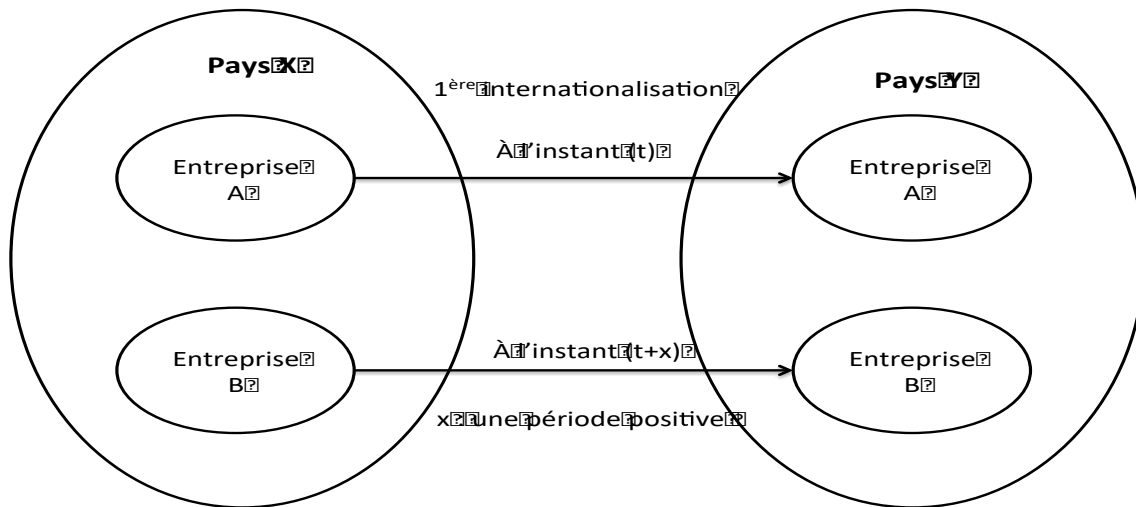 Pays X
Pays Y
1ère internationalisation
À l'instant (t)
Entreprise
A
Entreprise
A
À l'instant (t+x)
Entreprise
B
Entreprise
B
x une période positive